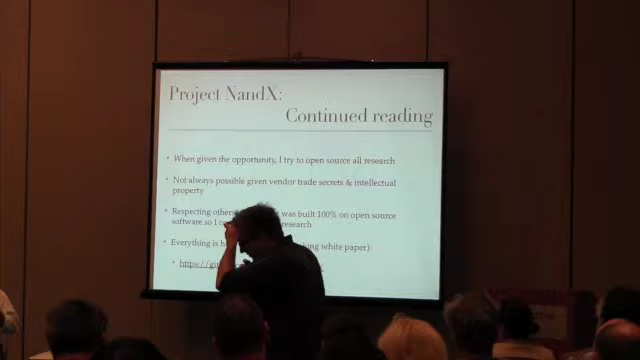 Project NandX:
Continued reading
• When given the opportunity, I try to open source all research
• Not always possible given vendor trade secrets & intellectual
property
• Respecting others was built 100% on open source
software so I research
• Everything is long white paper):
• https://